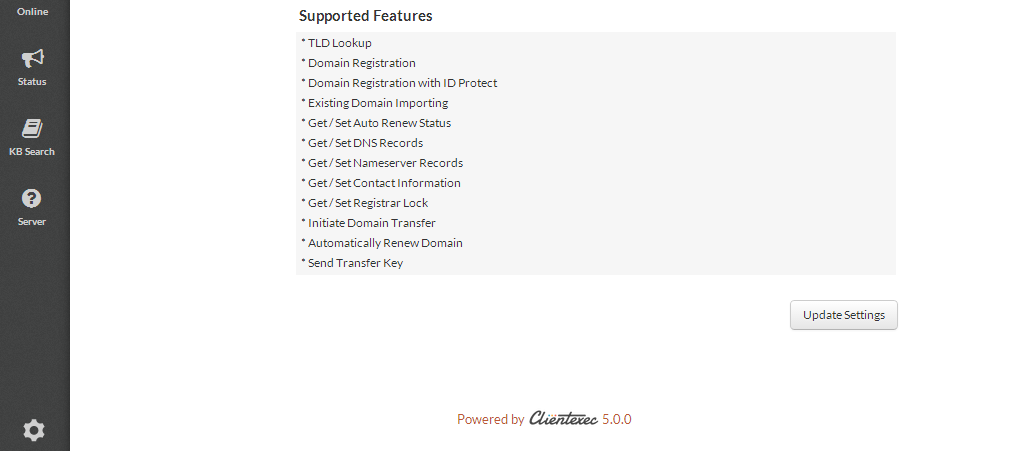 Online
Status
KB Search
Server
Supported Features
* TLD Lookup
* Domain Registration
* Domain Registration with ID Protect
* Existing Domain Importing
* Get / Set Auto Renew Status
* Get / Set DNS Records
* Get / Set Nameserver Records
* Get / Set Contact Information
* Get / Set Registrar Lock
* Initiate Domain Transfer
* Automatically Renew Domain
* Send Transfer Key
Update Settings
Powered by Clientexec 5.0.0